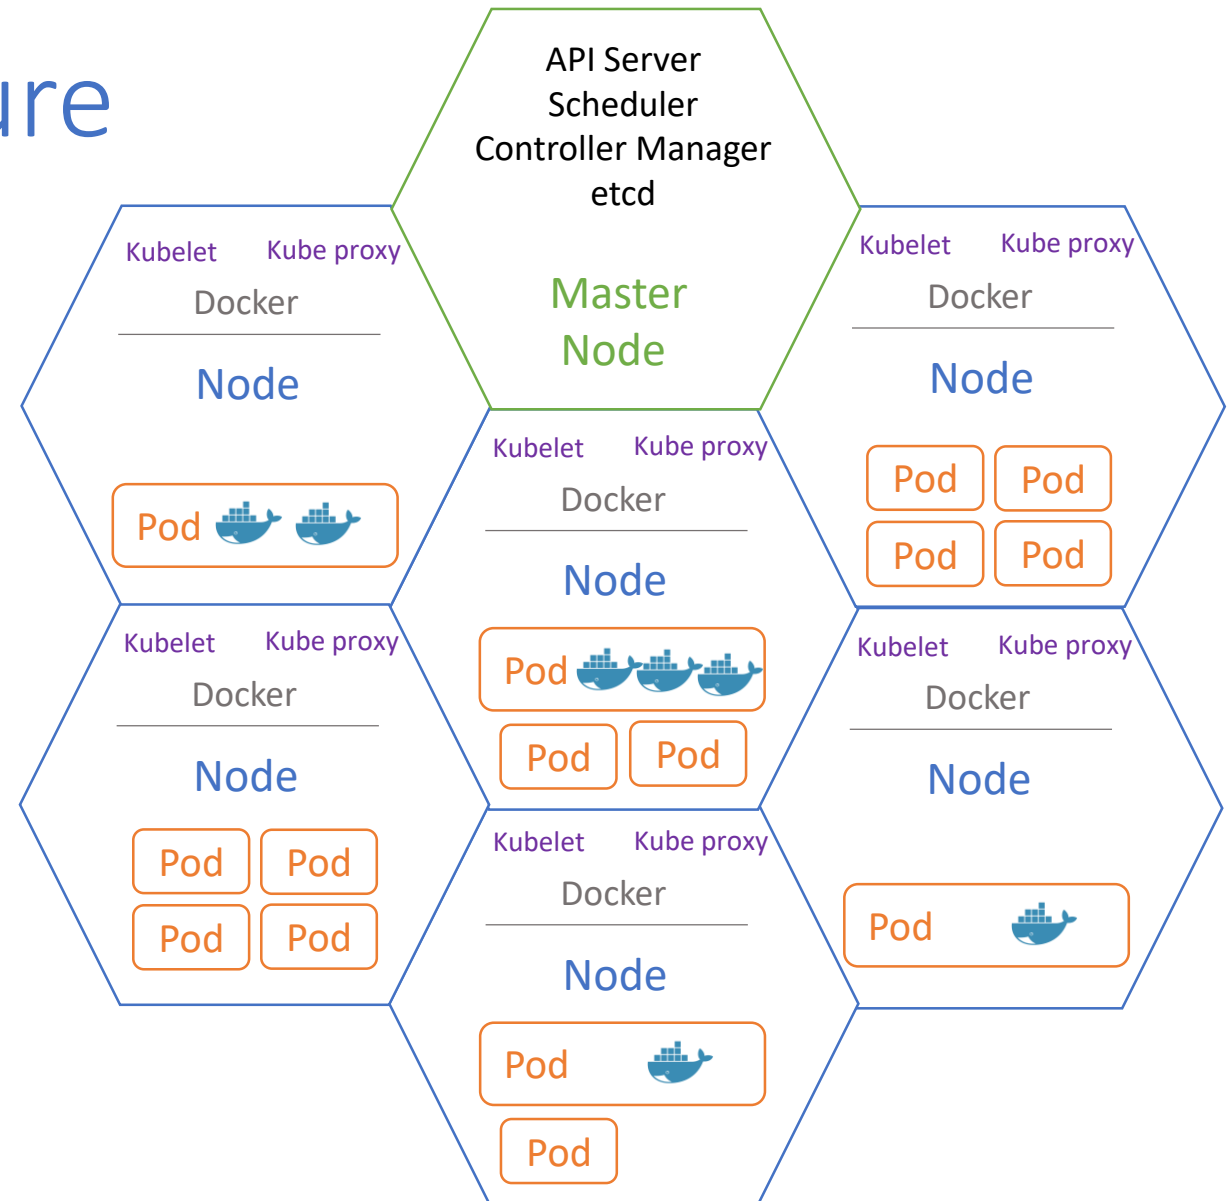 ure
API Server
Scheduler
Controller Manager
etcd
Master
Node
Kubelet Kube proxy
Docker
Node
Pod
Kubelet Kube proxy
Docker
Node
Pod Pod
Pod Pod
Kubelet Kube proxy
Docker
Node
Pod
Pod Pod
Kubelet Kube proxy
Docker
Node
Pod Pod
Pod Pod
Kubelet Kube proxy
Docker
Node
Pod
Kubelet Kube proxy
Docker
Node
Pod
Pod